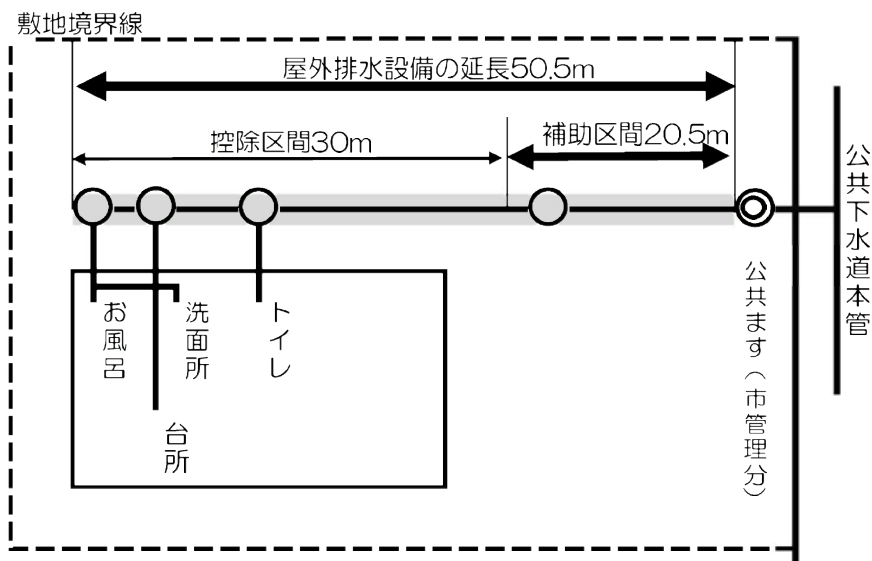 敷地境界線
屋外排水設備の延長50.5m
控除区間30m
補助区間20.5m
公共下水道本管
お風呂
洗面所
トイレ
台所
公共ます（市管理分）